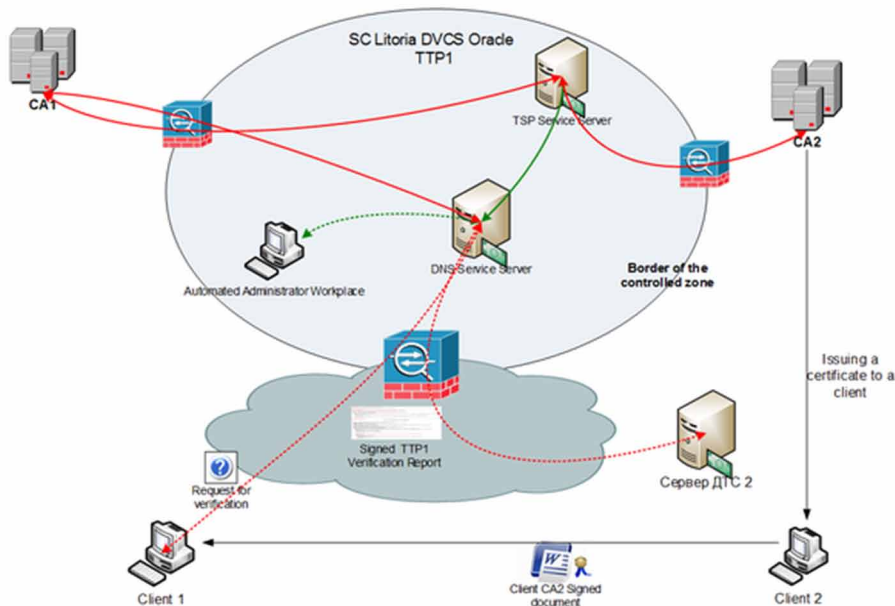 SC Litoria DVCS Oracle
TTP1
CA1
TSP Service Server
CA2
DNS Service Server
Automated Administrator Workplace
Border of the
controlled zone
Issuing a
certificate to a
client
Signed TTP1
Verification Report
Request for
verification
Сервер ДТС 2
W
Client CA2 Signed
document
Client 1
Client 2